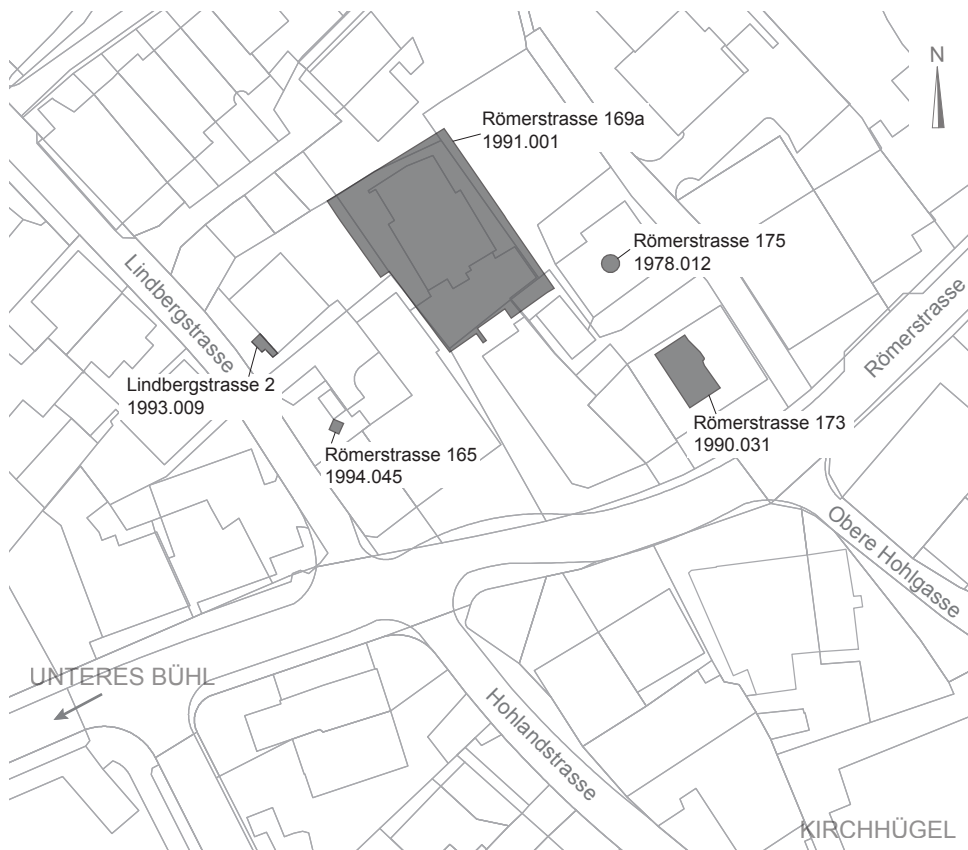 N
Römerstrasse 169a
1991.001
Römerstrasse 175
1978.012
Lindbergstrasse
Römerstrasse
Lindbergstrasse 2
1993.009
Römerstrasse 173
1990.031
Römerstrasse 165
1994.045
Obere Hohlgasse
UNTERES BÜHL
Hohlandstrasse
KIRCHHÜGEL